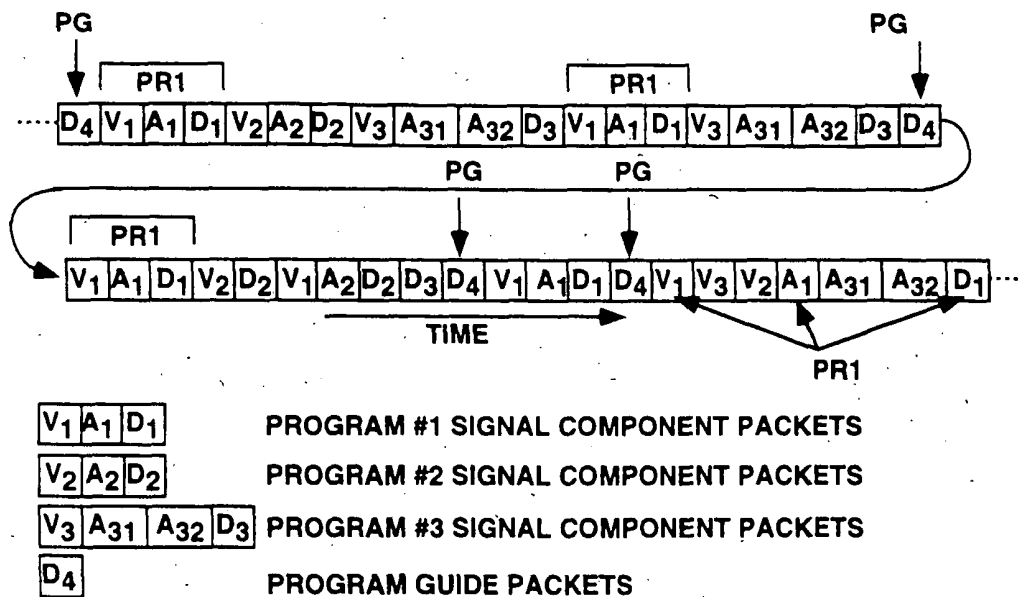 PG PG
PR1 PR1
D4 V1 A1 D1 V2 A2 D2 V3 A31 A32 D3 V1 A1 D1 V3 A31 A32 D3 D4
PG PG
PR1
V1 A1 D1 V2 D2 V1 A2 D2 D3 D4 V1 A1 D1 D4 V1 V3 V2 A1 A31 A32 D1
TIME
PR1
V1 A1 D1 PROGRAM #1 SIGNAL COMPONENT PACKETS
V2 A2 D2 PROGRAM #2 SIGNAL COMPONENT PACKETS
V3 A31 A32 D3 PROGRAM #3 SIGNAL COMPONENT PACKETS
D4 PROGRAM GUIDE PACKETS